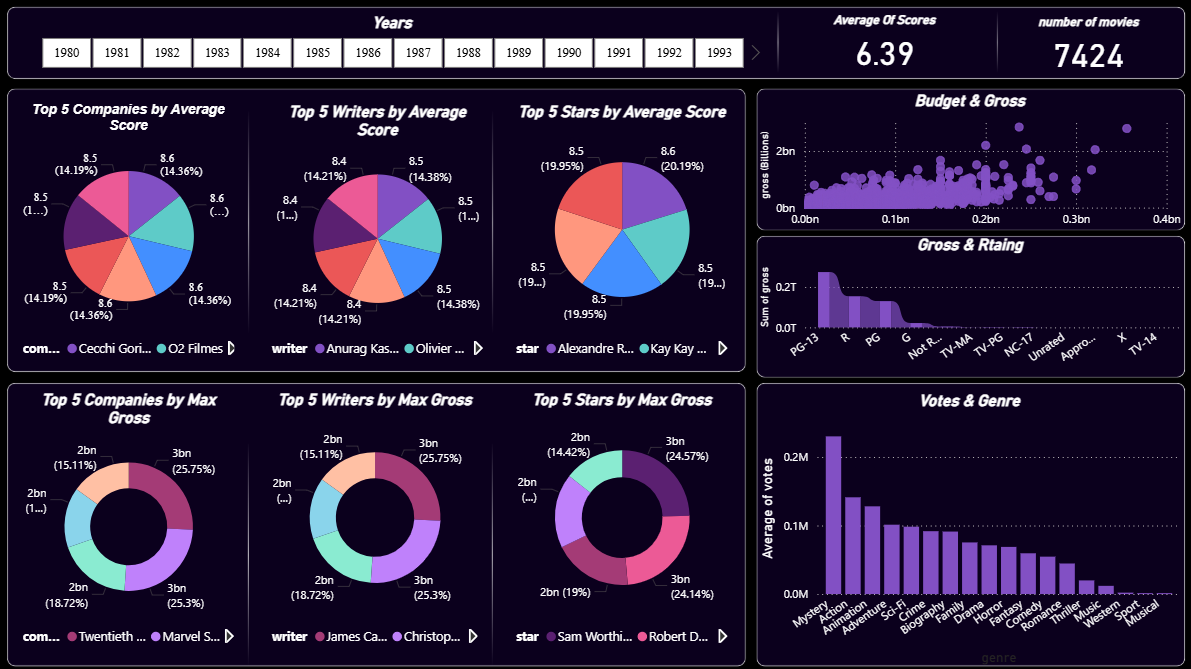 Years
1980 1981 1982 1983 1984 1985 1986 1987 1988 1989 1990 1991 1992 1993
Average Of Scores
6.39
number of movies
7424
Top 5 Companies by Average
Score
8.5
(14.19%)
8.6
(14.36%)
8.5
(1...)
8.6
(...)
8.5
(14.19%)
8.6
(14.36%)
8.6
(14.36%)
com... Cecchi Gori... O2 Filmes
Top 5 Writers by Average
Score
8.4
(14.21%)
8.5
(14.38%)
8.4
(1...)
8.5
(1...)
8.4
(14.21%)
8.4
(14.21%)
8.5
(14.38%)
writer Anurag Kas... Olivier ...
Top 5 Stars by Average Score
8.5
(19.95%)
8.6
(20.19%)
8.5
(19...)
8.5
(19...)
8.5
(19.95%)
star Alexandre R... Kay Kay ...
Budget & Gross
gross (Billions)
2bn
0bn
0.0bn 0.1bn 0.2bn 0.3bn 0.4bn
Gross & Rtaing
Sum of gross
0.2T
0.0T
PG-13 R PG G Not R... TV-MA TV-PG NC-17 Unrated Appro... X TV-14
Top 5 Companies by Max
Gross
2bn
(15.11%)
3bn
(25.75%)
2bn
(1...)
2bn
(18.72%)
3bn
(25.3%)
com... Twentieth ... Marvel S...
Top 5 Writers by Max Gross
2bn
(15.11%)
3bn
(25.75%)
2bn
(...)
2bn
(18.72%)
3bn
(25.3%)
writer James Ca... Christop...
Top 5 Stars by Max Gross
2bn
(14.42%)
3bn
(24.57%)
2bn
(...)
2bn (19%)
3bn
(24.14%)
star Sam Worthi... Robert D...
Votes & Genre
Average of votes
0.2M
0.1M
0.0M
Mystery Action Animation Adventure Sci-Fi Crime Biography Family Drama Horror Fantasy Comedy Romance Thriller Music Western Sport Musical
genre